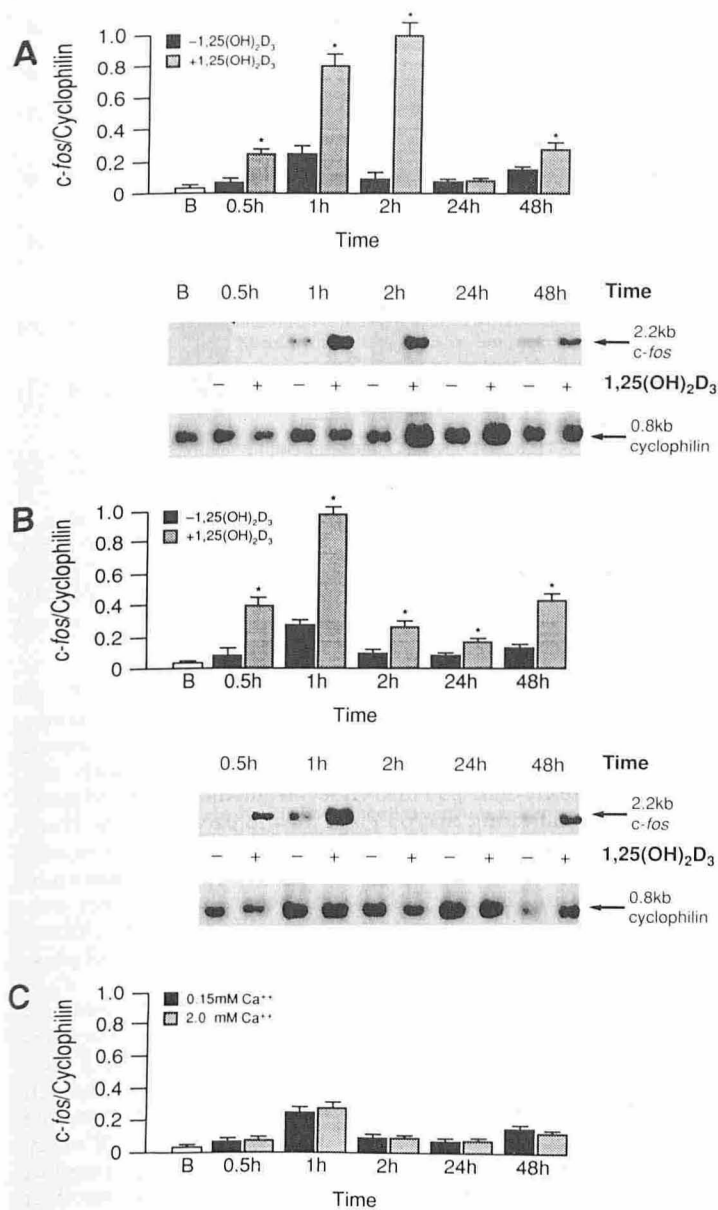 A
−1,25(OH)₂D₃
+1,25(OH)₂D₃
c-fos/Cyclophilin
1.0
0.8
0.6
0.4
0.2
0
* * * *
B 0.5h 1h 2h 24h 48h
Time
B 0.5h 1h 2h 24h 48h Time
2.2kb
c-fos
− + − + − + − + − + 1,25(OH)₂D₃
0.8kb
cyclophilin
B
−1,25(OH)₂D₃
+1,25(OH)₂D₃
c-fos/Cyclophilin
1.0
0.8
0.6
0.4
0.2
0
* * * * *
B 0.5h 1h 2h 24h 48h
Time
0.5h 1h 2h 24h 48h Time
2.2kb
c-fos
− + − + − + − + − + 1,25(OH)₂D₃
0.8kb
cyclophilin
C
0.15mM Ca⁺⁺
2.0 mM Ca⁺⁺
c-fos/Cyclophilin
1.0
0.8
0.6
0.4
0.2
0
B 0.5h 1h 2h 24h 48h
Time